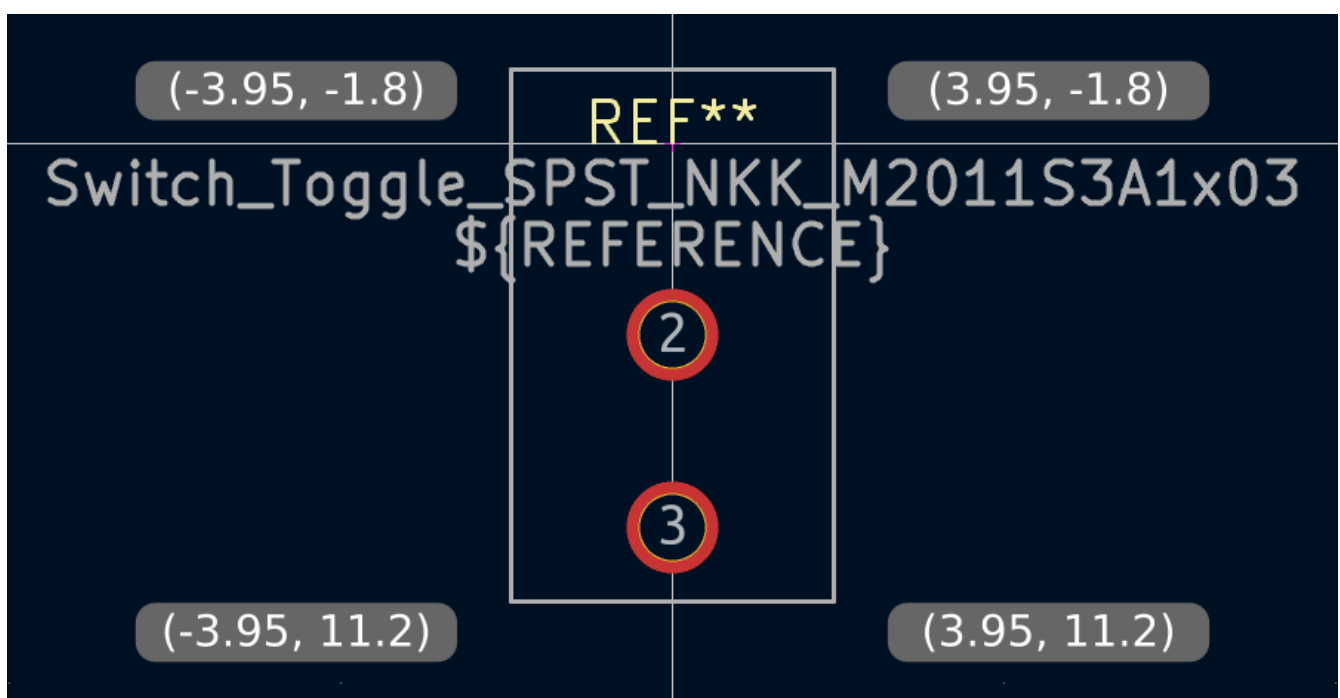 (-3.95, -1.8)
(3.95, -1.8)
REF**
Switch_Toggle_SPST_NKK_M2011S3A1x03
${REFERENCE}
2
3
(-3.95, 11.2)
(3.95, 11.2)